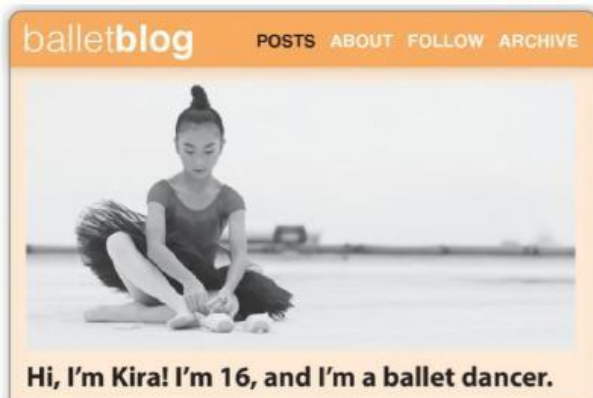 balletblog
POSTS ABOUT FOLLOW ARCHIVE
Hi, I'm Kira! I'm 16, and I'm a ballet dancer.